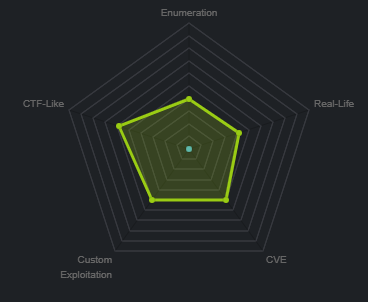 Enumeration
CTF-Like
Real-Life
Custom
Exploitation
CVE